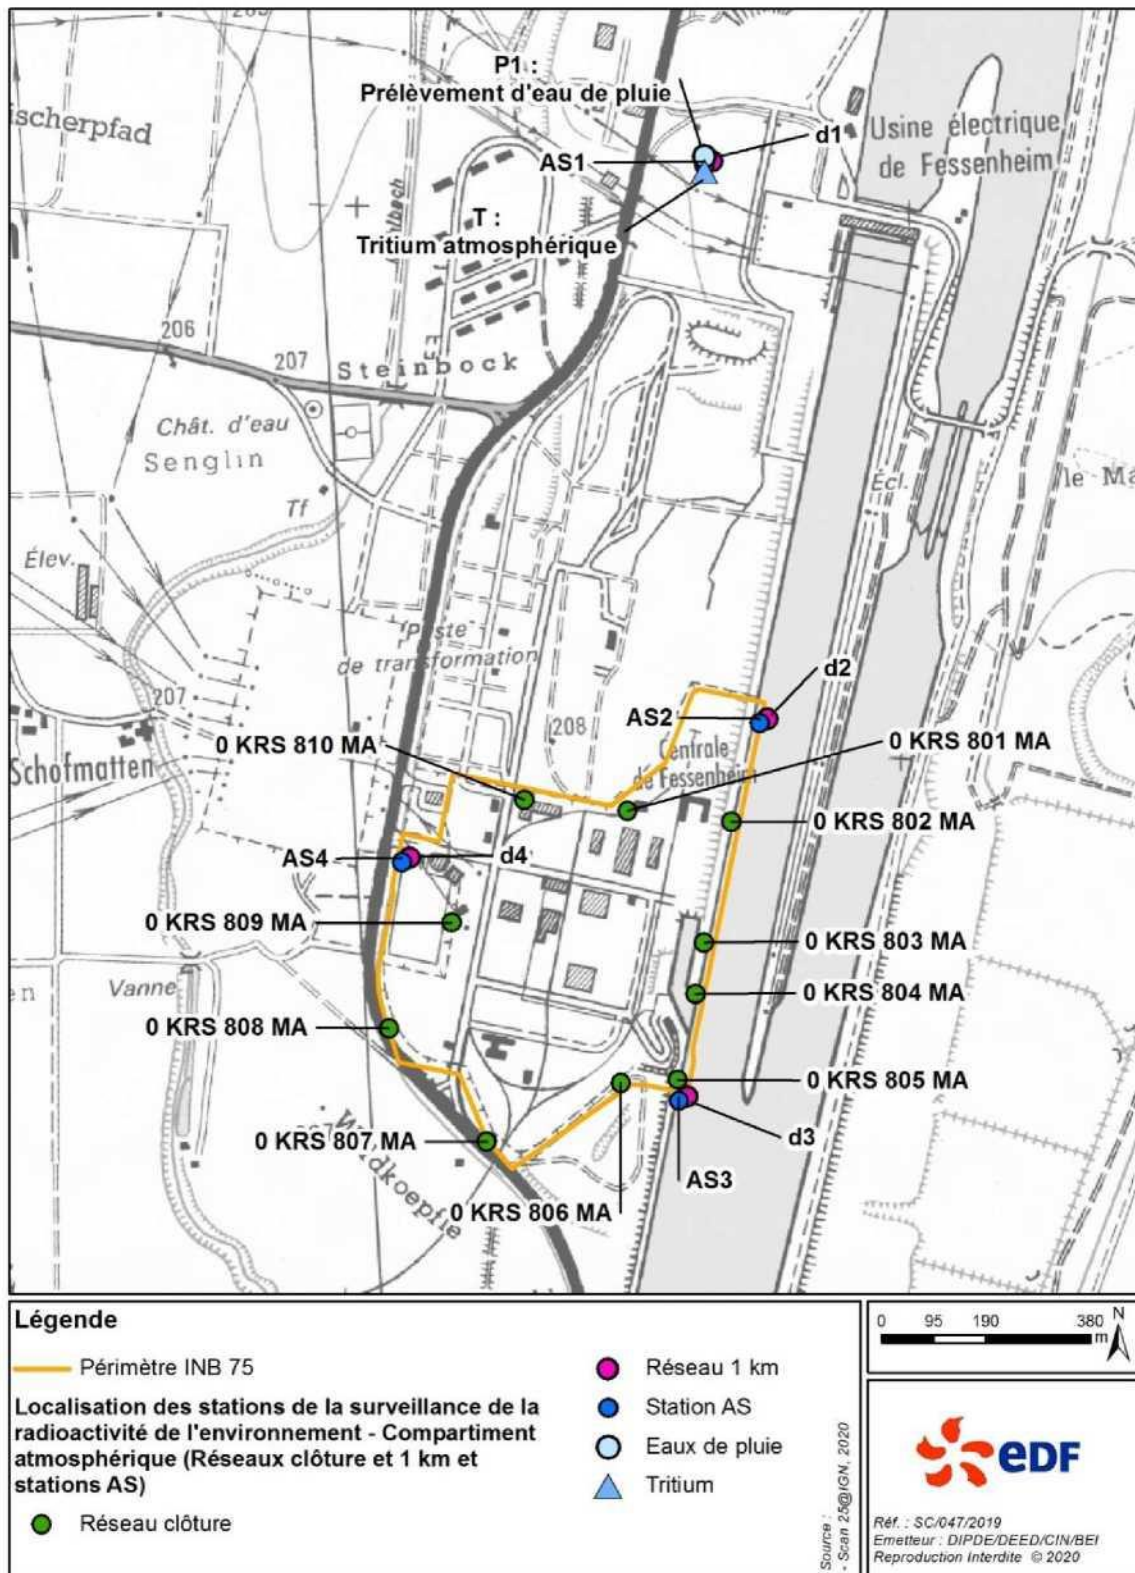 P1 :
Prélèvement d'eau de pluie
ischerpfad
d1
Usine électrique
de Fessenheim
AS1
T :
Tritium atmosphérique
206
207
Steinbock
Chât. d'eau
Senglin
Tf
Écl.
le Ma
Élev.
Poste
de transformation
207
d2
AS2
208
0 KRS 810 MA
0 KRS 801 MA
Schofmatten
Centrale
de Fessenheim
0 KRS 802 MA
AS4
d4
0 KRS 809 MA
0 KRS 803 MA
en
Vanne
0 KRS 804 MA
0 KRS 808 MA
0 KRS 805 MA
0 KRS 807 MA
d3
AS3
0 KRS 806 MA
Légende
Périmètre INB 75
Localisation des stations de la surveillance de la
radioactivité de l'environnement - Compartiment
atmosphérique (Réseaux clôture et 1 km et
stations AS)
Réseau clôture
Réseau 1 km
Station AS
Eaux de pluie
Tritium
Source :
- Scan 25@IGN, 2020
0 95 190 380
m
N
edf
Réf. : SC/047/2019
Emetteur : DIPDE/DEED/CIN/BEI
Reproduction Interdite © 2020